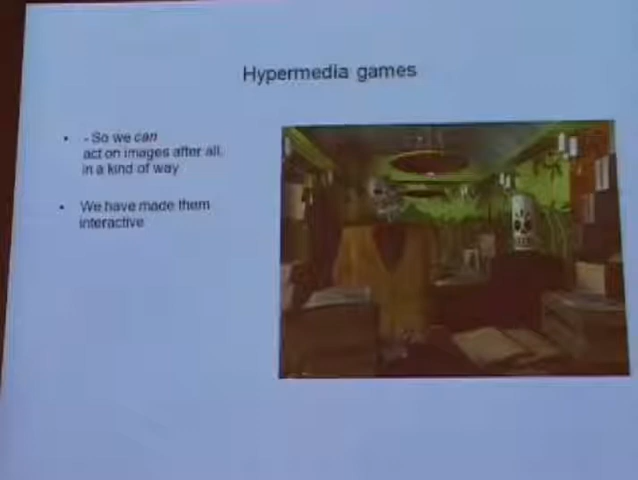 Hypermedia games
• - So we can
act on images after all,
in a kind of way
• We have made them
interactive